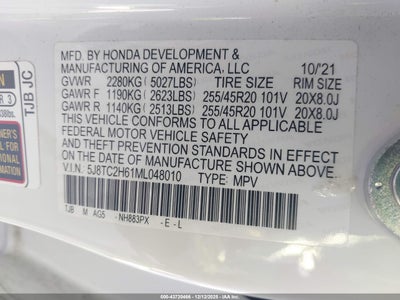 MFD. BY HONDA DEVELOPMENT &
MANUFACTURING OF AMERICA, LLC 10/'21
GVWR 2280KG (5027LBS) TIRE SIZE RIM SIZE
GAWR F 1190KG (2623LBS) 255/45R20 101V 20X8.0J
GAWR R 1140KG (2513LBS) 255/45R20 101V 20X8.0J
THIS VEHICLE CONFORMS TO ALL APPLICABLE
FEDERAL MOTOR VEHICLE SAFETY
AND THEFT PREVENTION STANDARDS IN EFFECT
ON THE DATE OF MANUFACTURE SHOWN ABOVE.
V.I.N. 5J8TC2H61ML048010 TYPE: MPV
TJB M AG5 - NH883PX - E - L
TJB JC
500-43720466 - 12/12/2025 - IAA